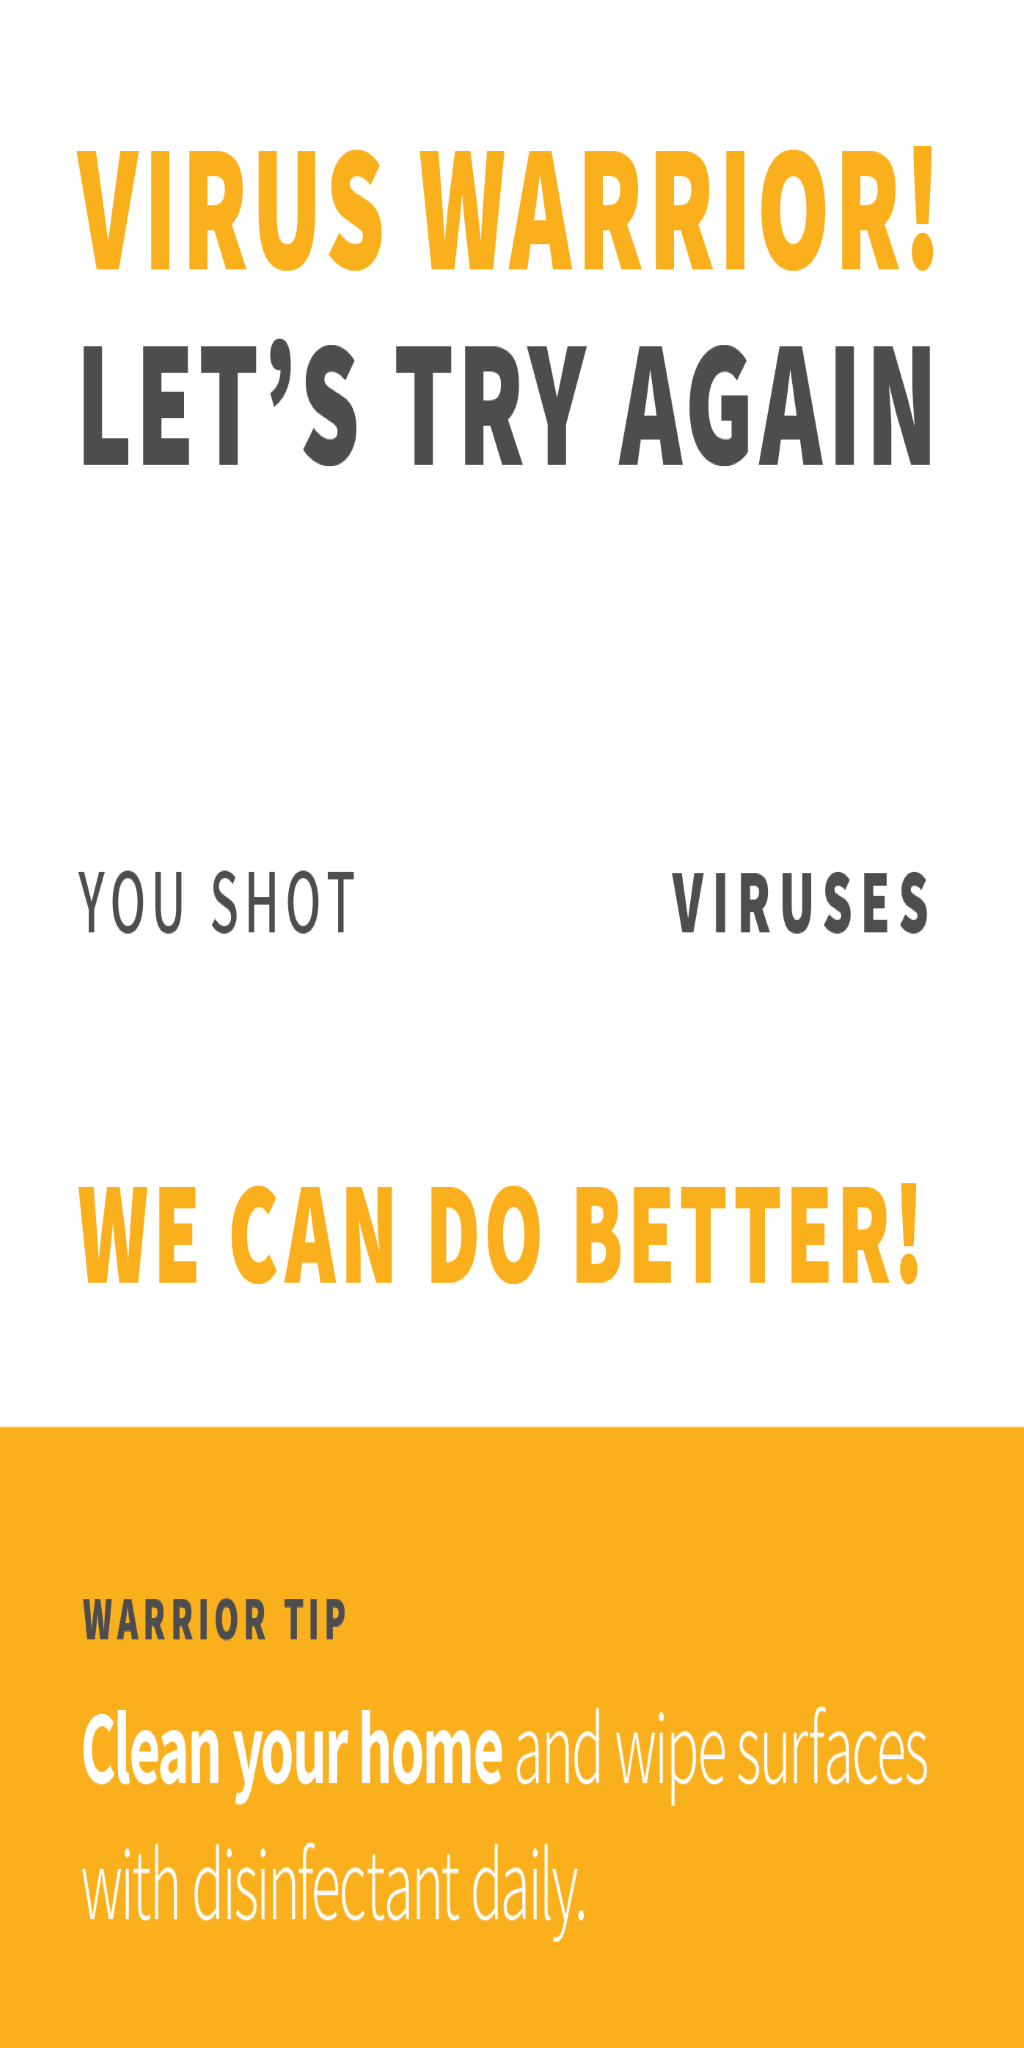 VIRUS WARRIOR!
LET’S TRY AGAIN
YOU SHOT VIRUSES
WE CAN DO BETTER!
WARRIOR TIP
Clean your home and wipe surfaces
with disinfectant daily.